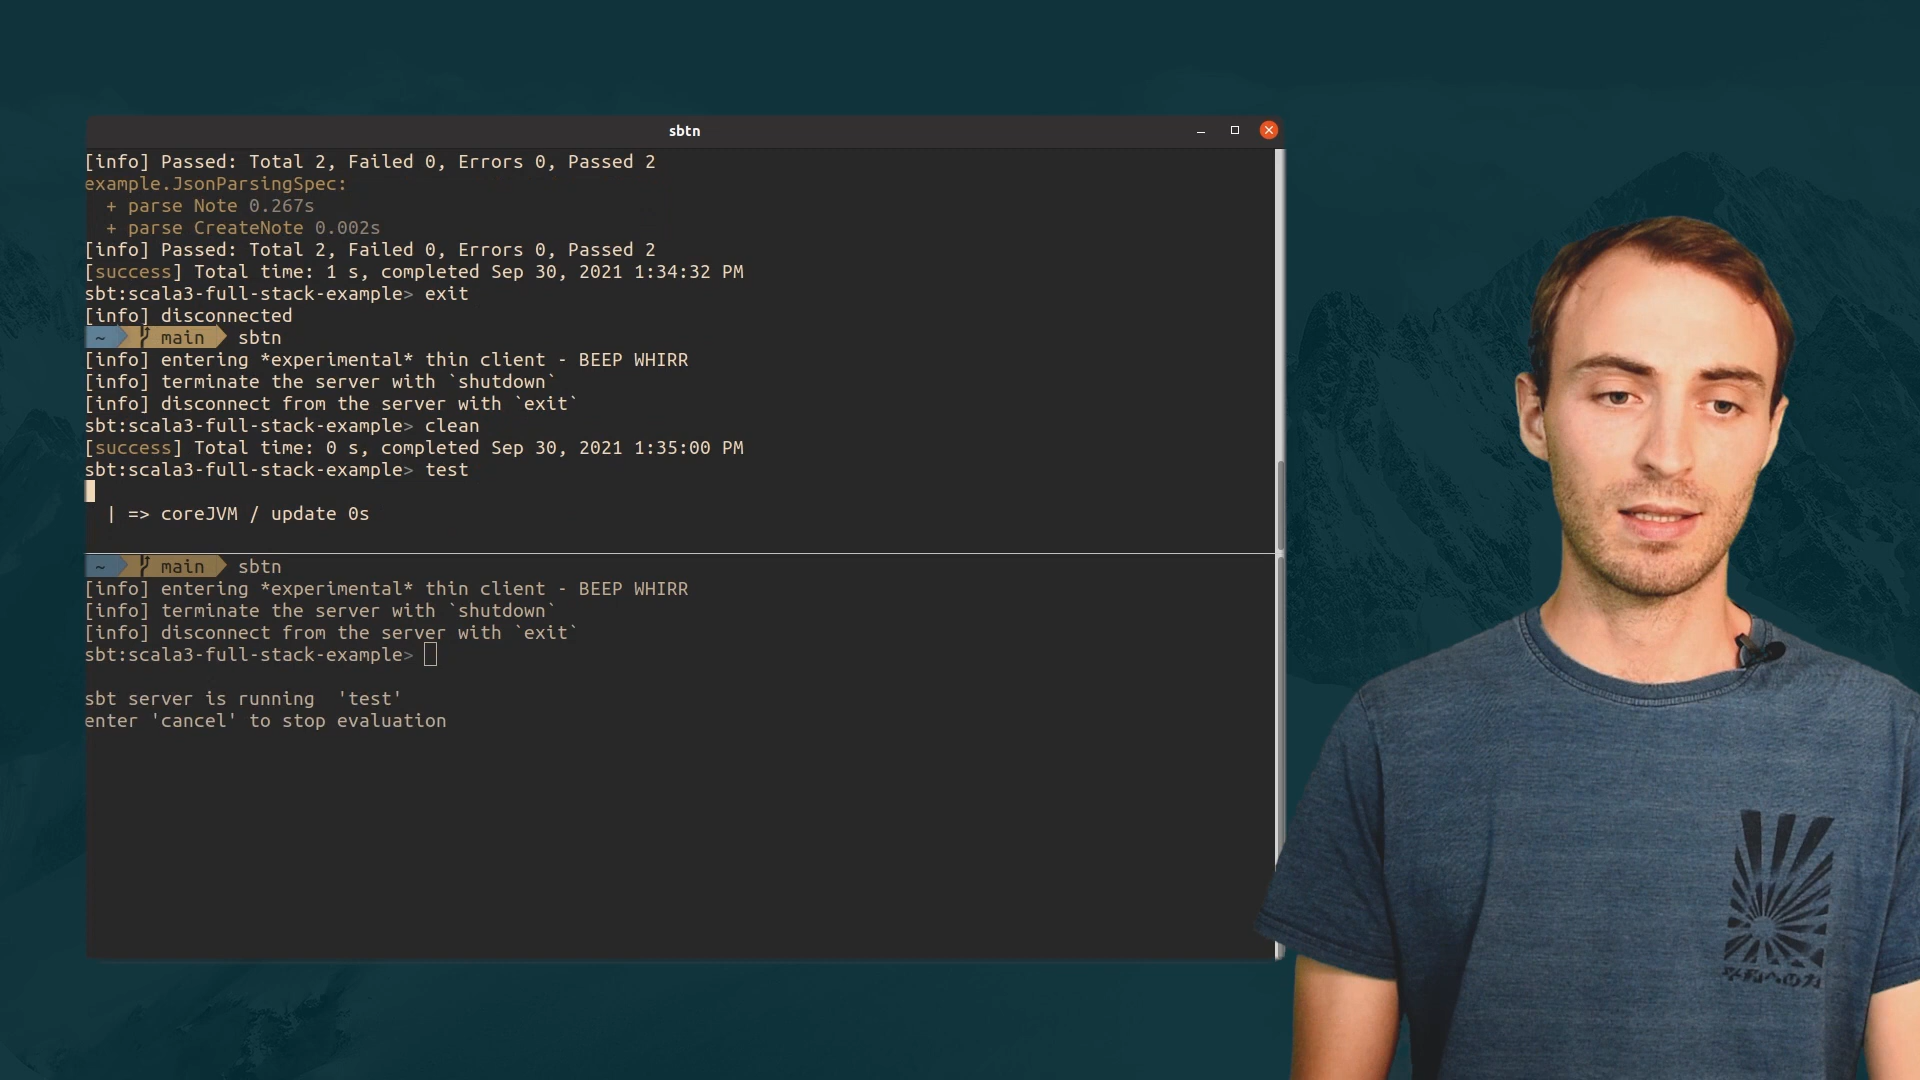 sbtn
[info] Passed: Total 2, Failed 0, Errors 0, Passed 2
example.JsonParsingSpec:
+ parse Note 0.267s
+ parse CreateNote 0.002s
[info] Passed: Total 2, Failed 0, Errors 0, Passed 2
[success] Total time: 1 s, completed Sep 30, 2021 1:34:32 PM
sbt:scala3-full-stack-example> exit
[info] disconnected
~ main sbtn
[info] entering *experimental* thin client - BEEP WHIRR
[info] terminate the server with `shutdown`
[info] disconnect from the server with `exit`
sbt:scala3-full-stack-example> clean
[success] Total time: 0 s, completed Sep 30, 2021 1:35:00 PM
sbt:scala3-full-stack-example> test
| => coreJVM / update 0s
~ main sbtn
[info] entering *experimental* thin client - BEEP WHIRR
[info] terminate the server with `shutdown`
[info] disconnect from the server with `exit`
sbt:scala3-full-stack-example>
sbt server is running 'test'
enter 'cancel' to stop evaluation